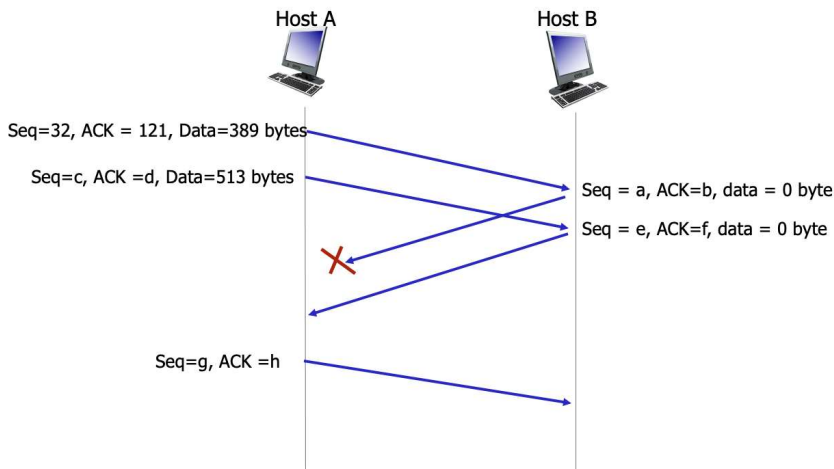 Host A
Host B
Seq=32, ACK = 121, Data=389 bytes
Seq=c, ACK =d, Data=513 bytes
Seq = a, ACK=b, data = 0 byte
Seq = e, ACK=f, data = 0 byte
Seq=g, ACK =h